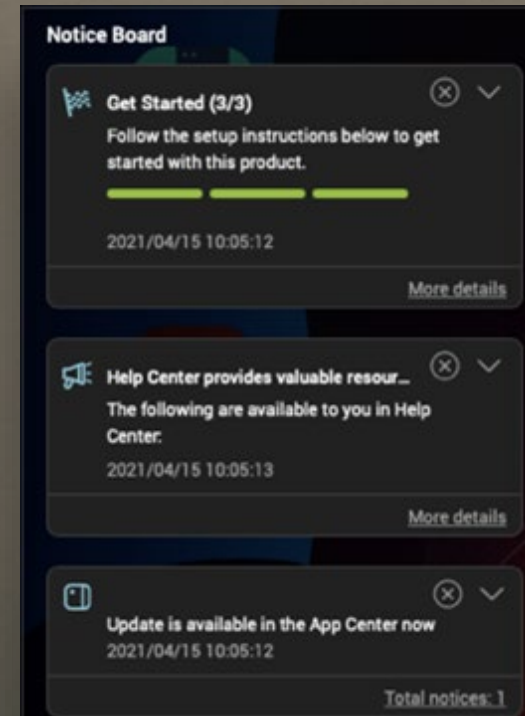 Notice Board
Get Started (3/3)
Follow the setup instructions below to get
started with this product.
2021/04/15 10:05:12
More details
Help Center provides valuable resour...
The following are available to you in Help
Center:
2021/04/15 10:05:13
More details
Update is available in the App Center now
2021/04/15 10:05:12
Total notices: 1